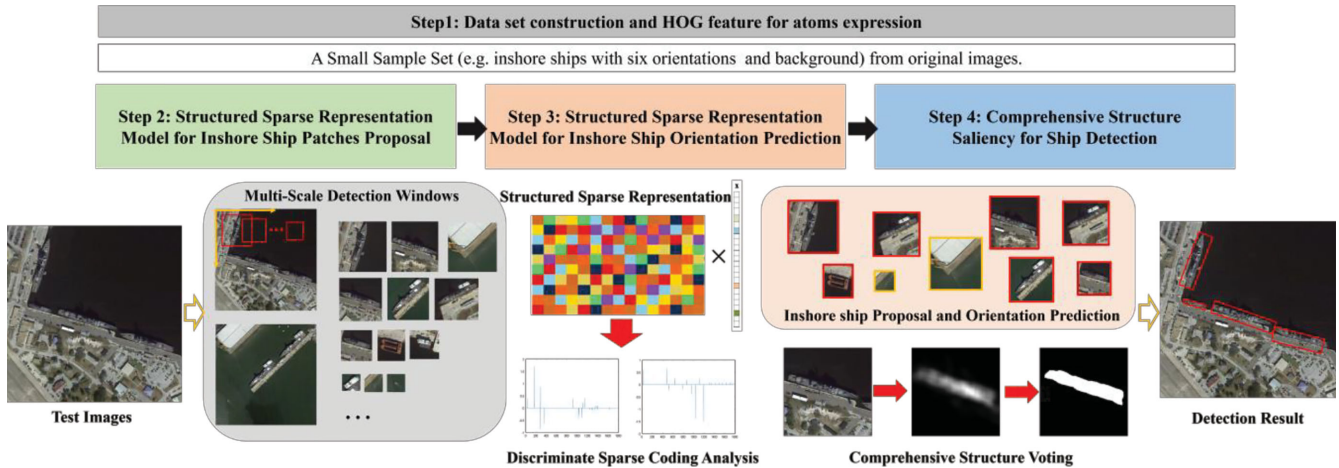 Step1: Data set construction and HOG feature for atoms expression
A Small Sample Set (e.g. inshore ships with six orientations and background) from original images.
Step 2: Structured Sparse Representation
Model for Inshore Ship Patches Proposal
Step 3: Structured Sparse Representation
Model for Inshore Ship Orientation Prediction
Step 4: Comprehensive Structure
Saliency for Ship Detection
Multi-Scale Detection Windows
Structured Sparse Representation
X
×
...
Inshore ship Proposal and Orientation Prediction
Test Images
Detection Result
Discriminate Sparse Coding Analysis
Comprehensive Structure Voting